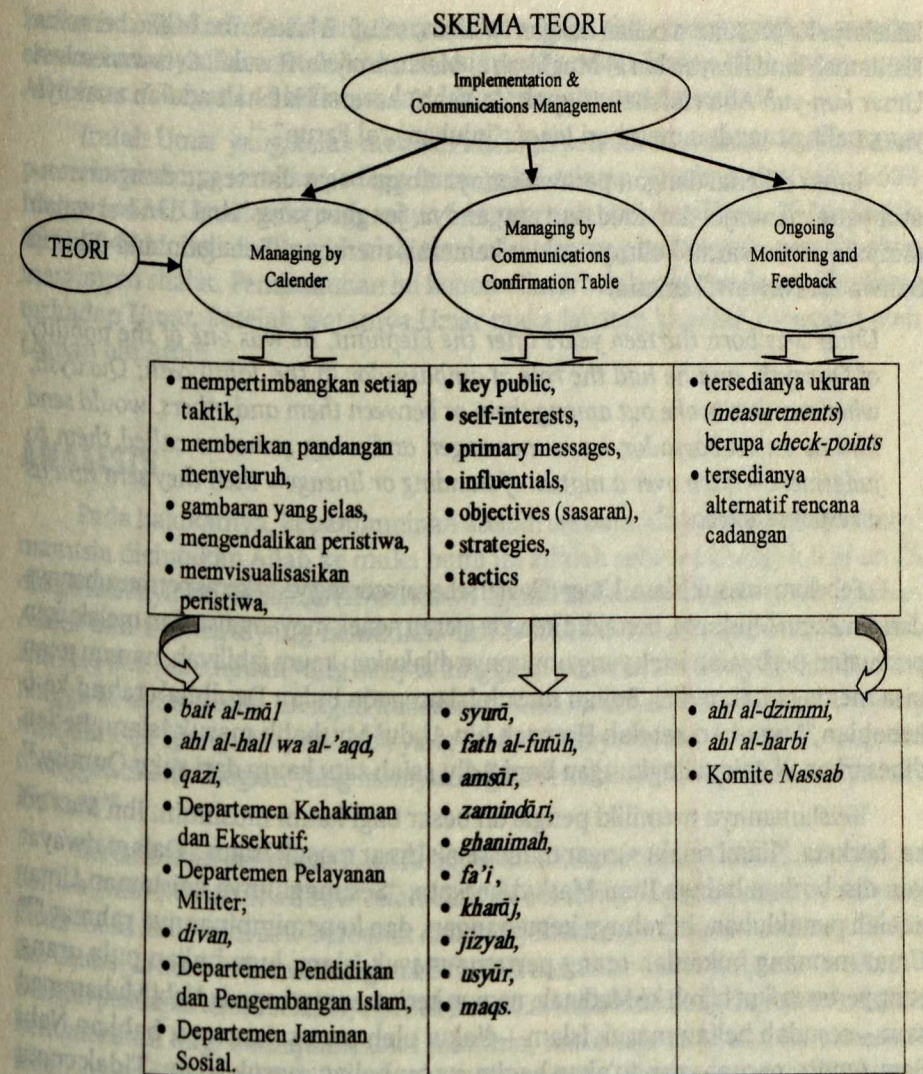 SKEMA TEORI
Implementation &
Communications Management
TEORI
Managing by
Calender
Managing by
Communications
Confirmation Table
Ongoing
Monitoring and
Feedback
• mempertimbangkan setiap
taktik,
• memberikan pandangan
menyeluruh,
• gambaran yang jelas,
• mengendalikan peristiwa,
• memvisualisasikan
peristiwa,
• key public,
• self-interests,
• primary messages,
• influentials,
• objectives (sasaran),
• strategies,
• tactics
• tersedianya ukuran
(measurements)
berupa check-points
• tersedianya
alternatif rencana
cadangan
• bait al-māl
• ahl al-hall wa al-'aqd,
• qazi,
• Departemen Kehakiman
dan Eksekutif;
• Departemen Pelayanan
Militer;
• divan,
• Departemen Pendidikan
dan Pengembangan Islam,
• Departemen Jaminan
Sosial.
• syurā,
• fath al-futūh,
• amsār,
• zamindāri,
• ghanimah,
• fa'i,
• kharāj,
• jizyah,
• usyūr,
• maqs.
• ahl al-dzimmi,
• ahl al-harbi
• Komite Nassab